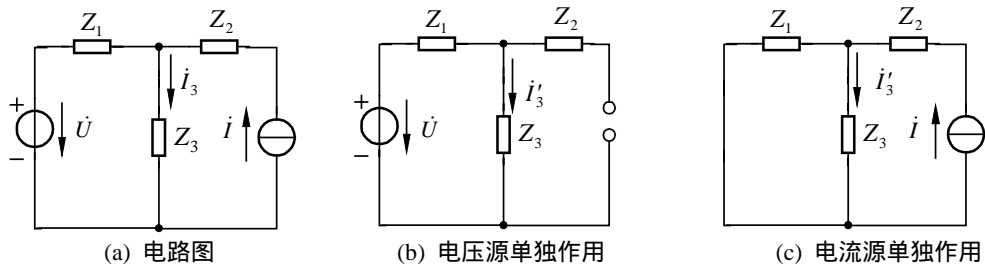 Z₁ Z₂
İ₃
+
U̇
−
Z₃
İ
(a) 电路图
Z₁ Z₂
İ′₃
+
U̇
−
Z₃
(b) 电压源单独作用
Z₁ Z₂
İ′₃
Z₃
İ
(c) 电流源单独作用